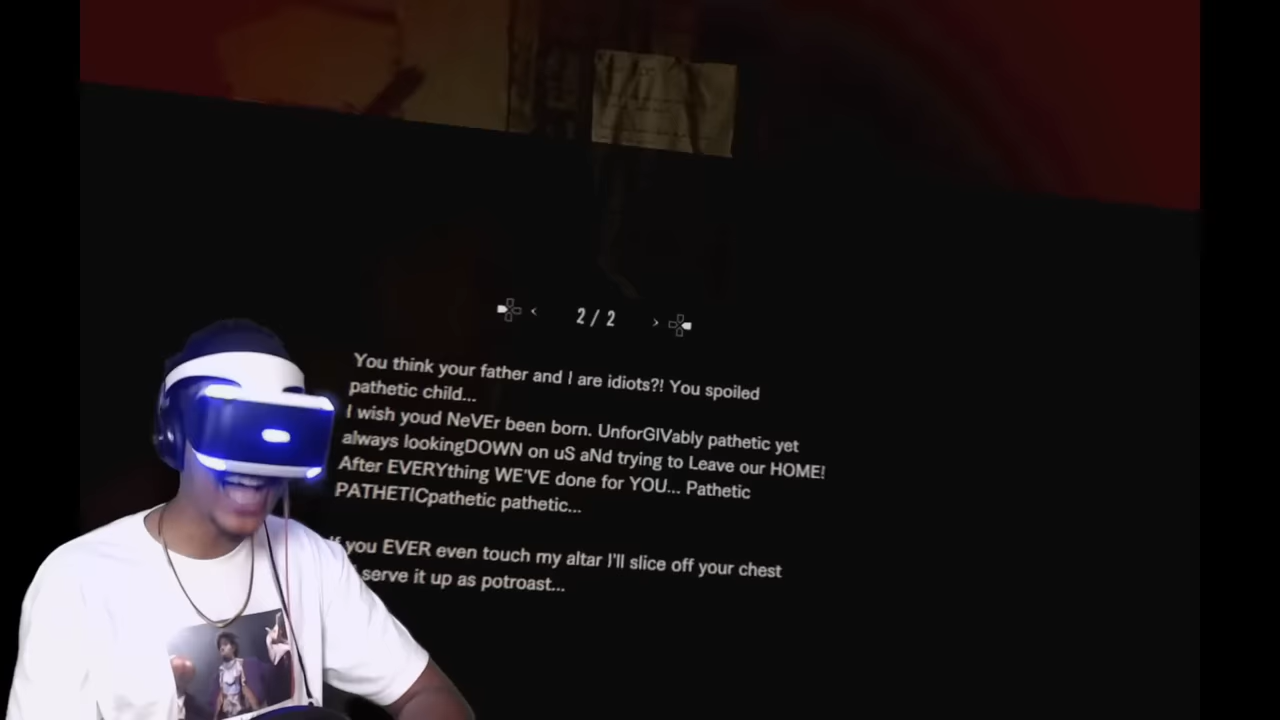 2 / 2
You think your father and I are idiots?! You spoiled
pathetic child...
I wish youd NeVEr been born. UnforGIVably pathetic yet
always lookingDOWN on uS aNd trying to Leave our HOME!
After EVERYthing WE'VE done for YOU... Pathetic
PATHETICpathetic pathetic...
you EVER even touch my altar I'll slice off your chest
serve it up as potroast...